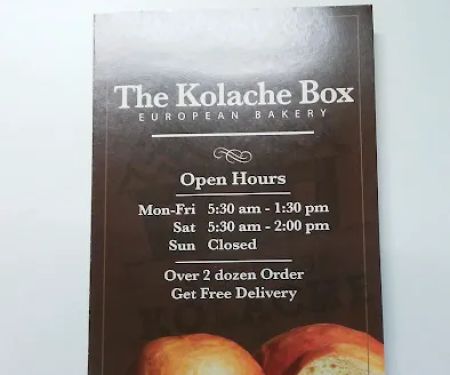 The Kolache Box
EUROPEAN BAKERY
Open Hours
Mon-Fri 5:30 am - 1:30 pm
Sat 5:30 am - 2:00 pm
Sun Closed
Over 2 dozen Order
Get Free Delivery